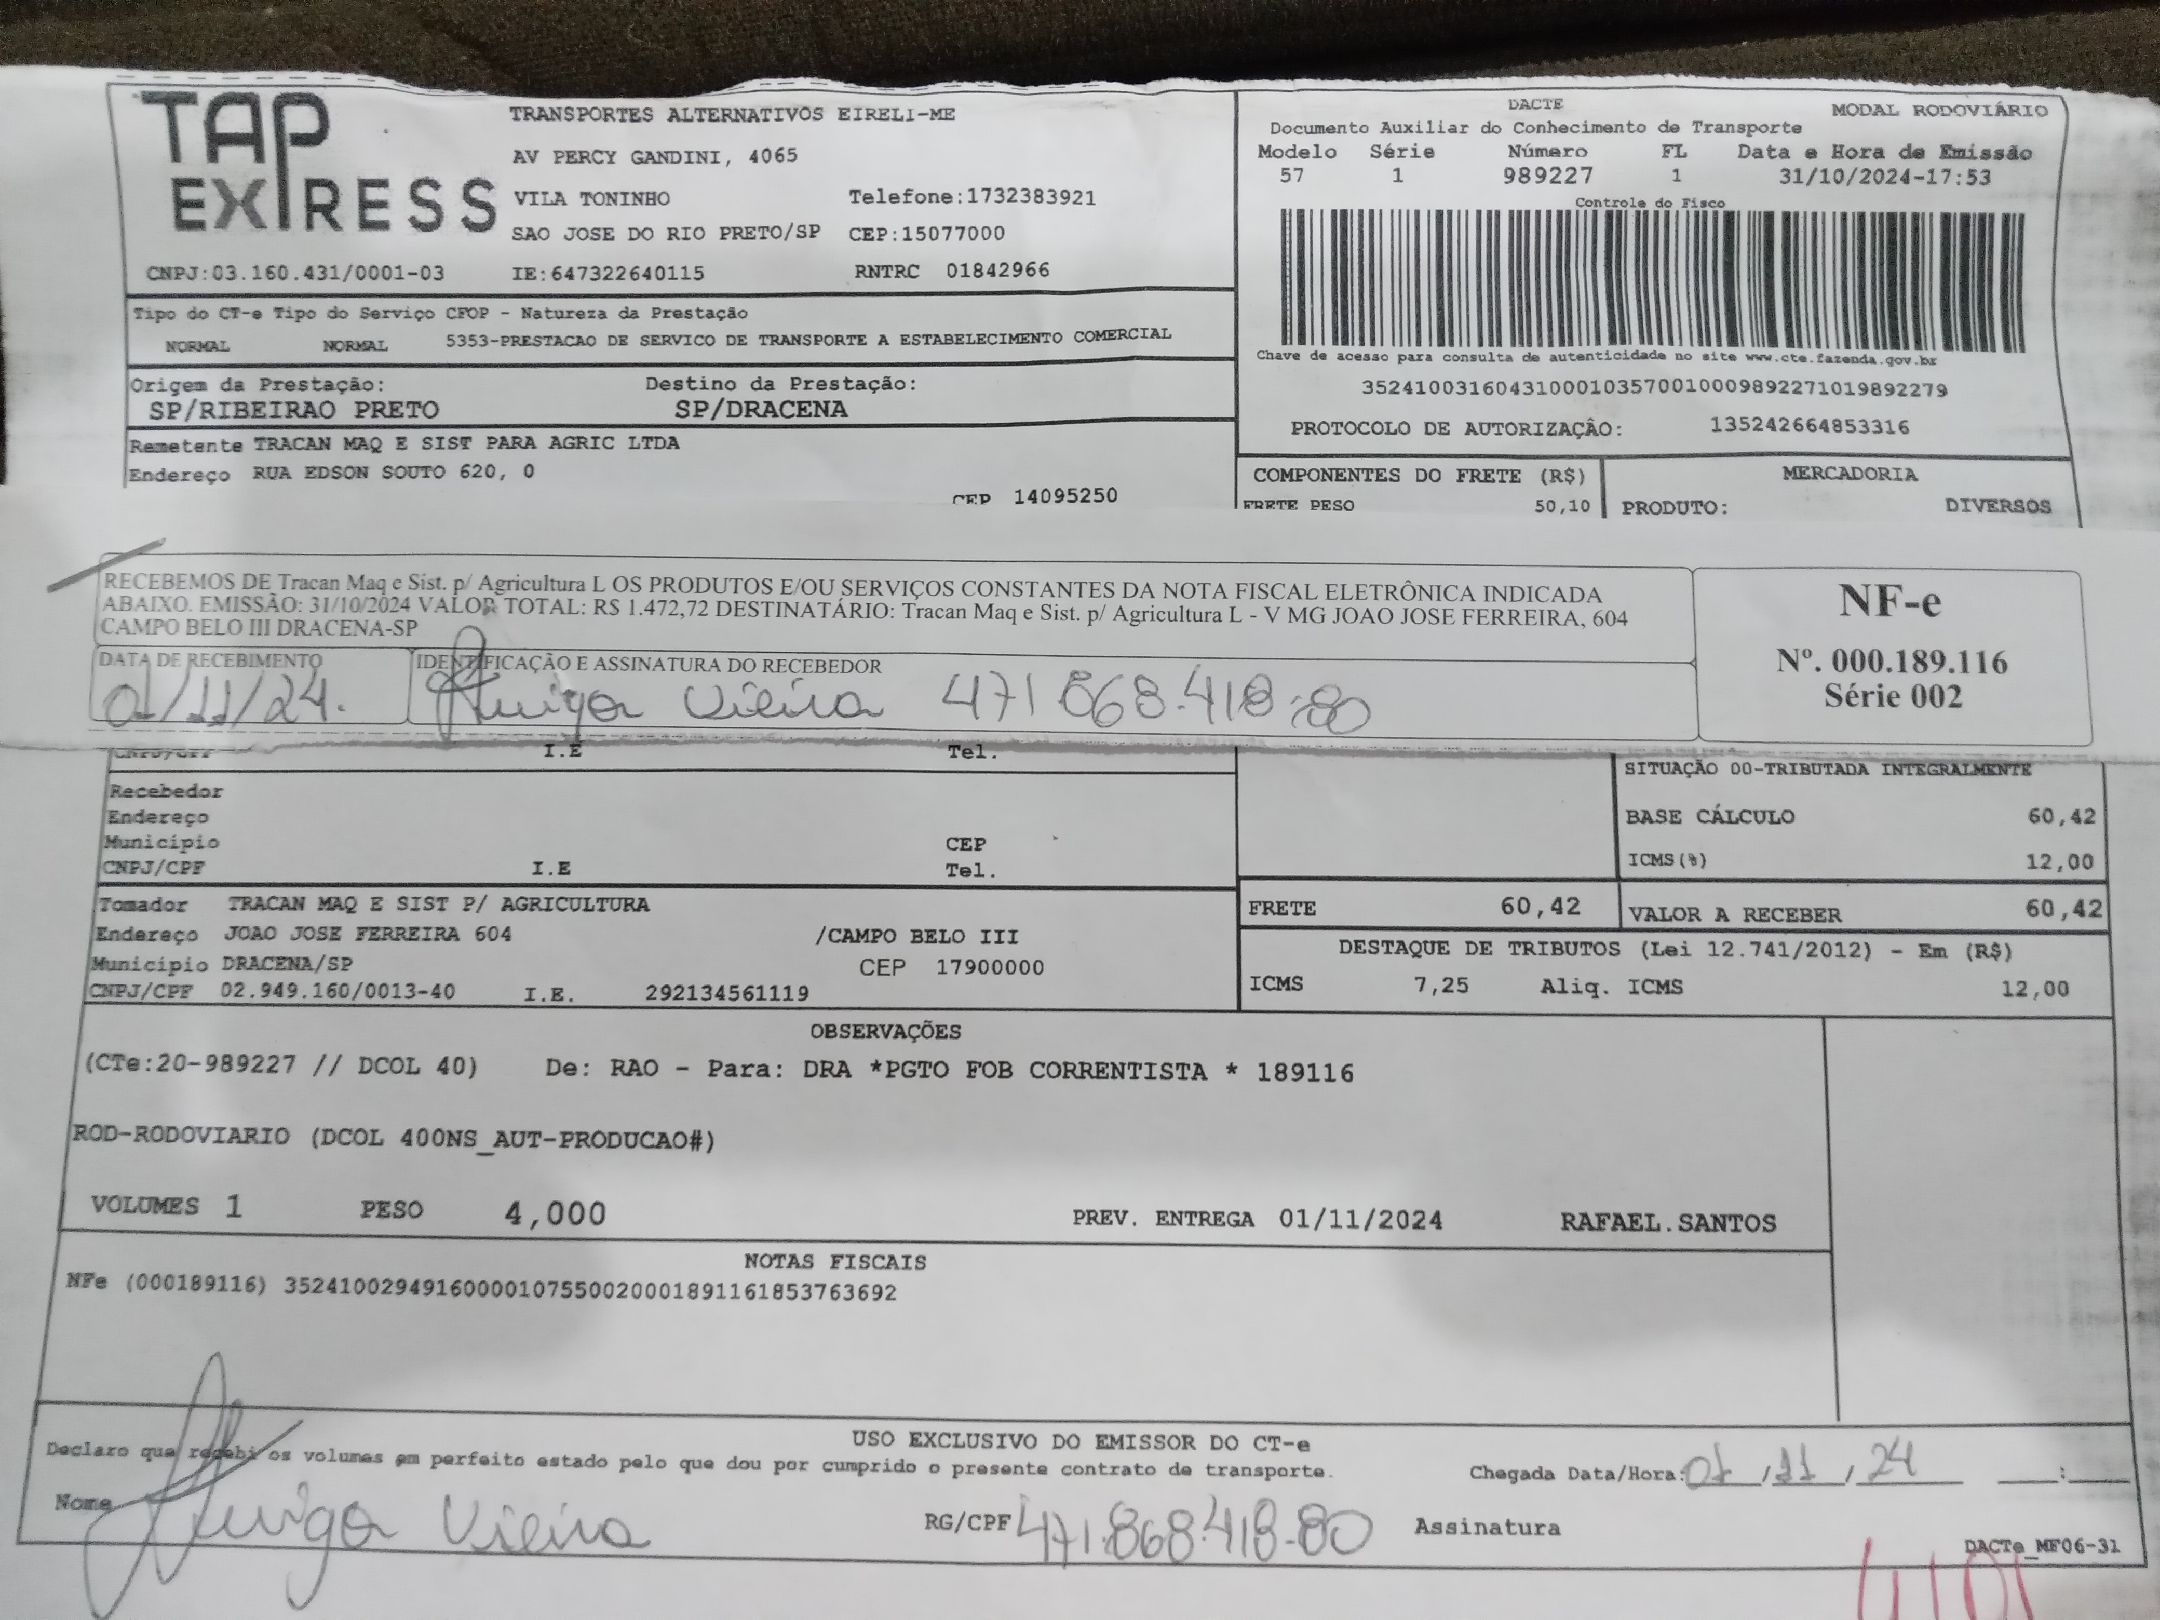 TAP
EXPRESS
TRANSPORTES ALTERNATIVOS EIRELI-ME
AV PERCY GANDINI, 4065
VILA TONINHO Telefone:1732383921
SAO JOSE DO RIO PRETO/SP CEP:15077000
CNPJ:03.160.431/0001-03 IE:647322640115 RNTRC 01842966
DACTE MODAL RODOVIÁRIO
Documento Auxiliar do Conhecimento de Transporte
Modelo Série Número FL Data e Hora de Emissão
57 1 989227 1 31/10/2024-17:53
Controle do Fisco
Chave de acesso para consulta de autenticidade no site www.cte.fazenda.gov.br
35241003160431000103570010009892271019892279
PROTOCOLO DE AUTORIZAÇÃO: 135242664853316
Tipo do CT-e Tipo do Serviço CFOP - Natureza da Prestação
NORMAL NORMAL 5353-PRESTACAO DE SERVICO DE TRANSPORTE A ESTABELECIMENTO COMERCIAL
Origem da Prestação: Destino da Prestação:
SP/RIBEIRAO PRETO SP/DRACENA
Remetente TRACAN MAQ E SIST PARA AGRIC LTDA
Endereço RUA EDSON SOUTO 620, 0
CEP 14095250
COMPONENTES DO FRETE (R$) MERCADORIA
FRETE PESO 50,10 PRODUTO: DIVERSOS
RECEBEMOS DE Tracan Maq e Sist. p/ Agricultura L OS PRODUTOS E/OU SERVIÇOS CONSTANTES DA NOTA FISCAL ELETRÔNICA INDICADA
ABAIXO. EMISSÃO: 31/10/2024 VALOR TOTAL: R$ 1.472,72 DESTINATÁRIO: Tracan Maq e Sist. p/ Agricultura L - V MG JOAO JOSE FERREIRA, 604
CAMPO BELO III DRACENA-SP
DATA DE RECEBIMENTO IDENTIFICAÇÃO E ASSINATURA DO RECEBEDOR
01/11/24. Vieira 471 868.418-80
NF-e
Nº. 000.189.116
Série 002
CNPJ/CPF I.E Tel.
Recebedor
Endereço
Município CEP
CNPJ/CPF I.E Tel.
SITUAÇÃO 00-TRIBUTADA INTEGRALMENTE
BASE CÁLCULO 60,42
ICMS(%) 12,00
FRETE 60,42 VALOR A RECEBER 60,42
Tomador TRACAN MAQ E SIST P/ AGRICULTURA
Endereço JOAO JOSE FERREIRA 604 /CAMPO BELO III
Município DRACENA/SP CEP 17900000
CNPJ/CPF 02.949.160/0013-40 I.E. 292134561119
DESTAQUE DE TRIBUTOS (Lei 12.741/2012) - Em (R$)
ICMS 7,25 Aliq. ICMS 12,00
OBSERVAÇÕES
(CTe:20-989227 // DCOL 40) De: RAO - Para: DRA *PGTO FOB CORRENTISTA * 189116
ROD-RODOVIARIO (DCOL 400NS_AUT-PRODUCAO#)
VOLUMES 1 PESO 4,000 PREV. ENTREGA 01/11/2024 RAFAEL.SANTOS
NOTAS FISCAIS
NFe (000189116) 35241002949160000107550020001891161853763692
USO EXCLUSIVO DO EMISSOR DO CT-e
Declaro que recebi os volumes em perfeito estado pelo que dou por cumprido o presente contrato de transporte. Chegada Data/Hora: 01/11/24 __:__
Nome Vieira RG/CPF 471.868.418-80 Assinatura
DACTe_MF06-31